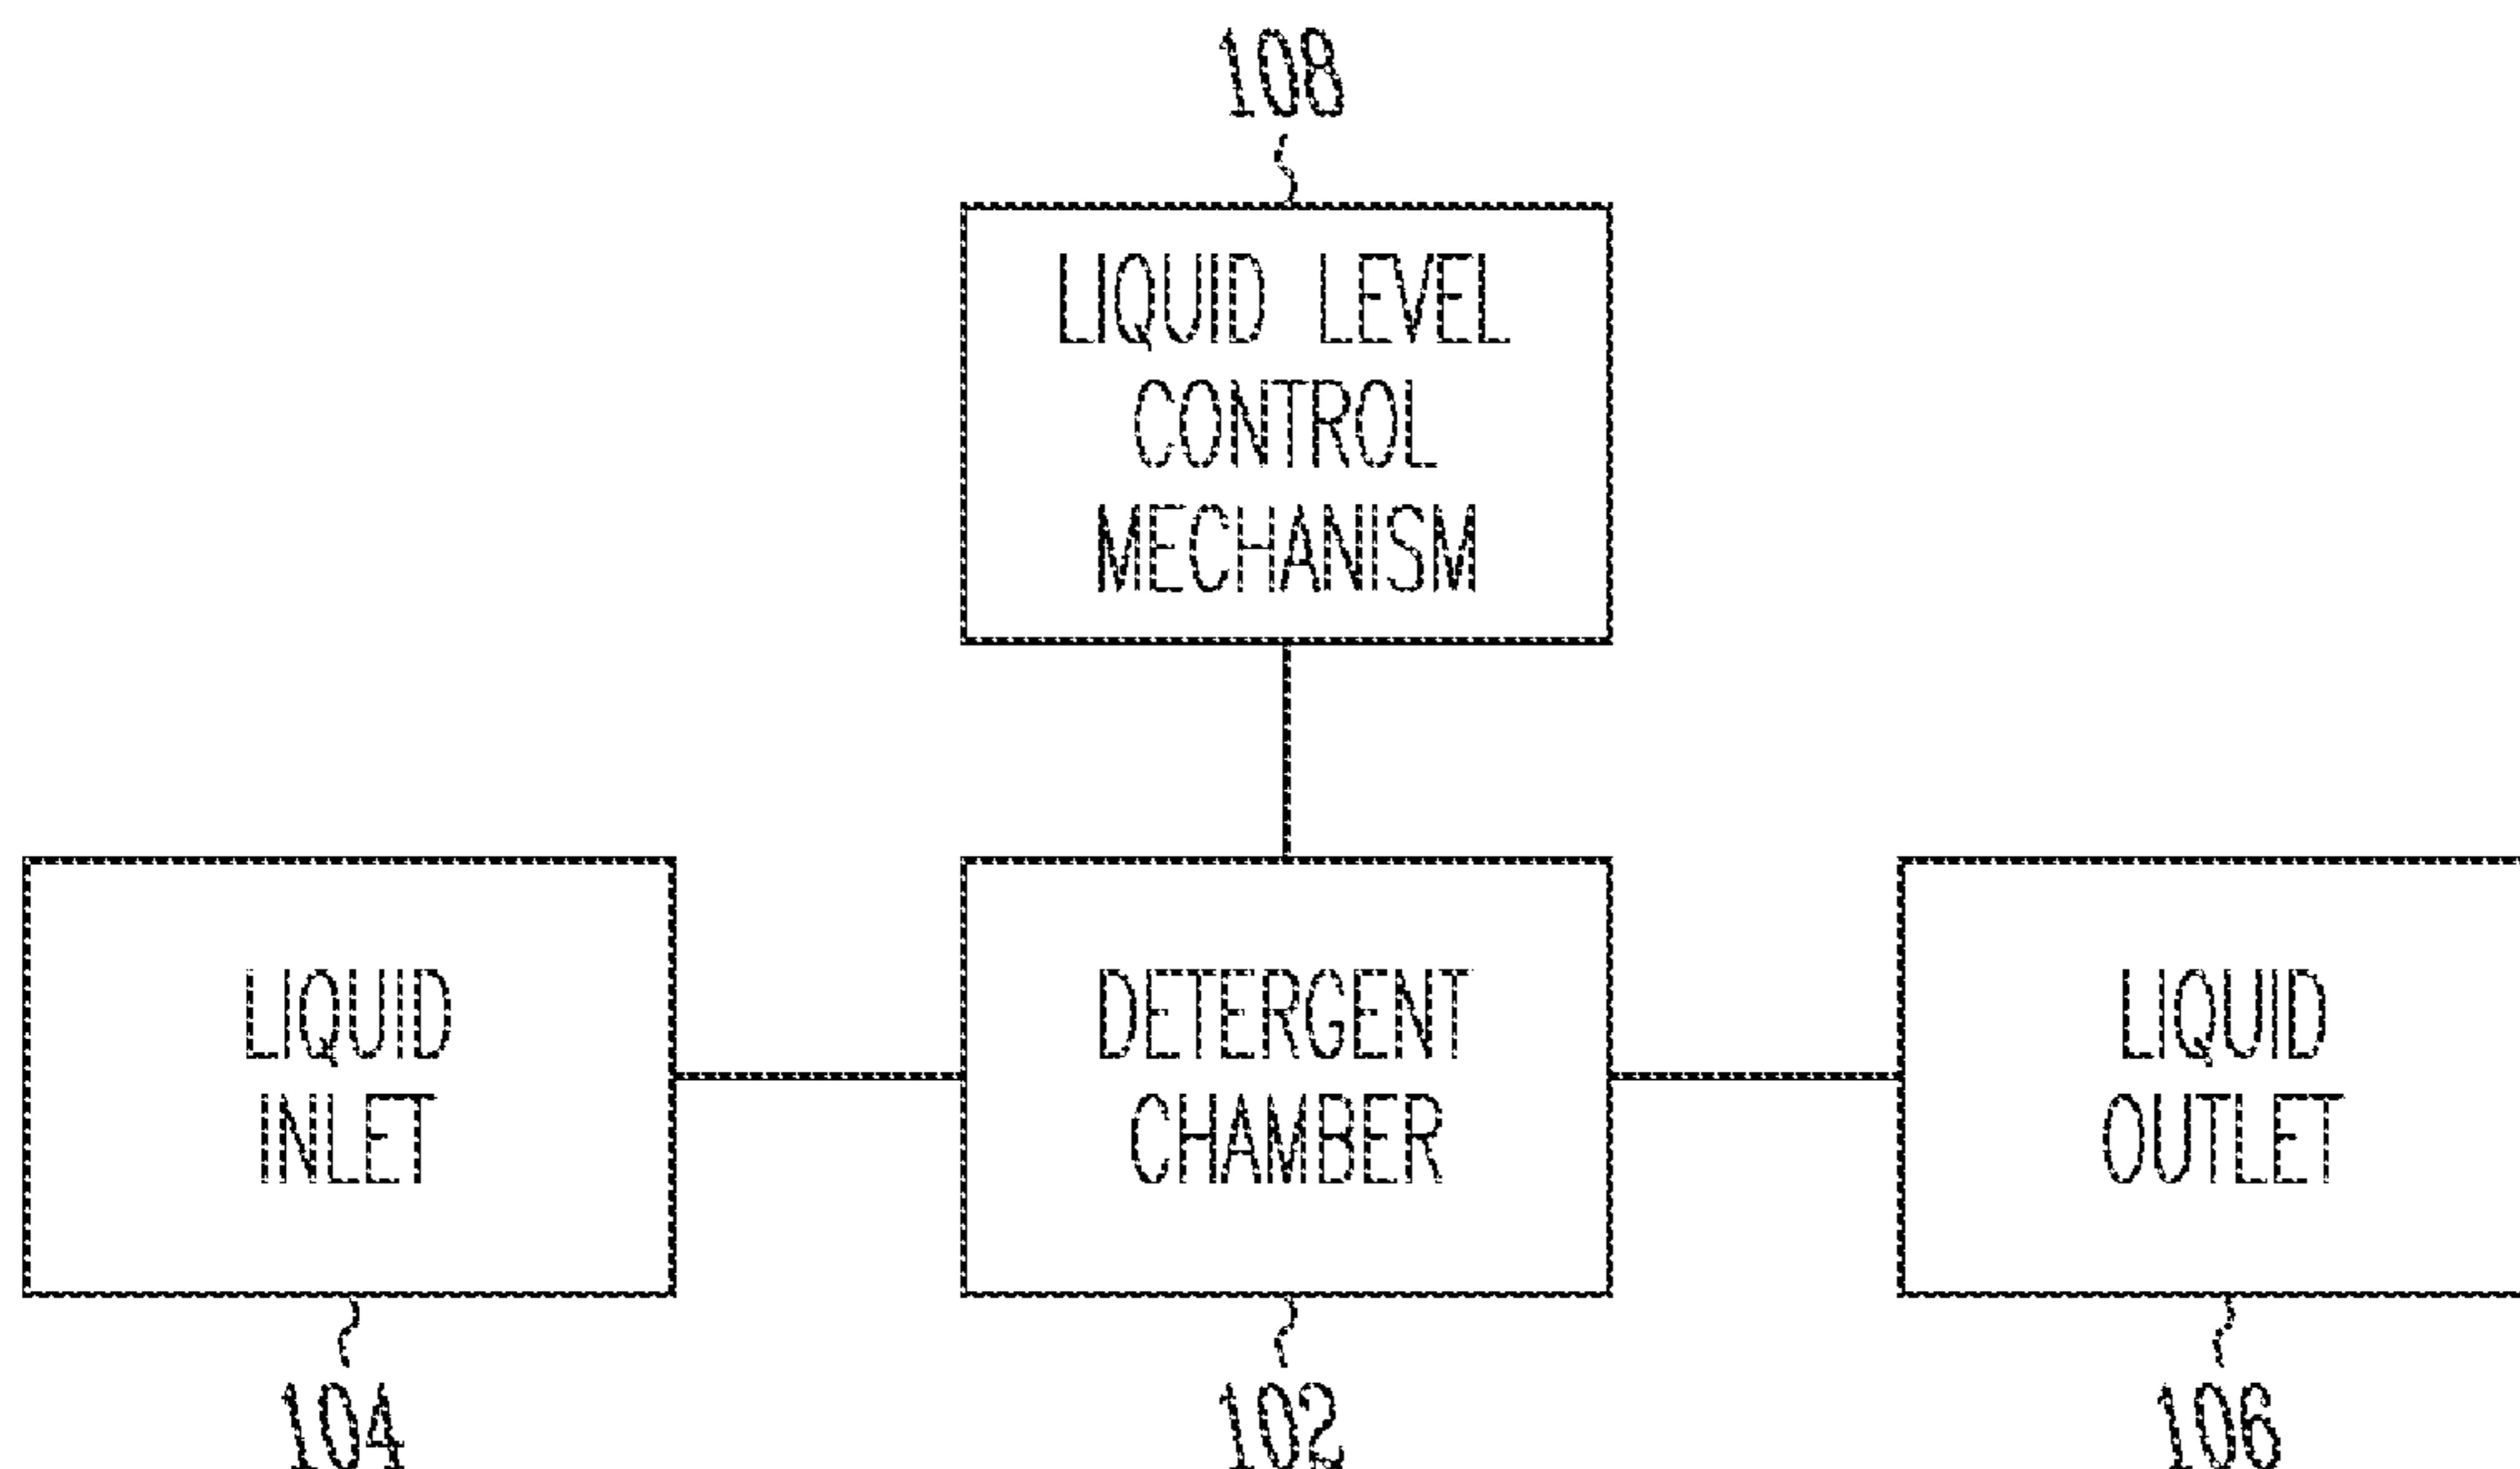 108
LIQUID LEVEL
CONTROL
MECHANISM
LIQUID
INLET
DETERGENT
CHAMBER
LIQUID
OUTLET
104
102
106